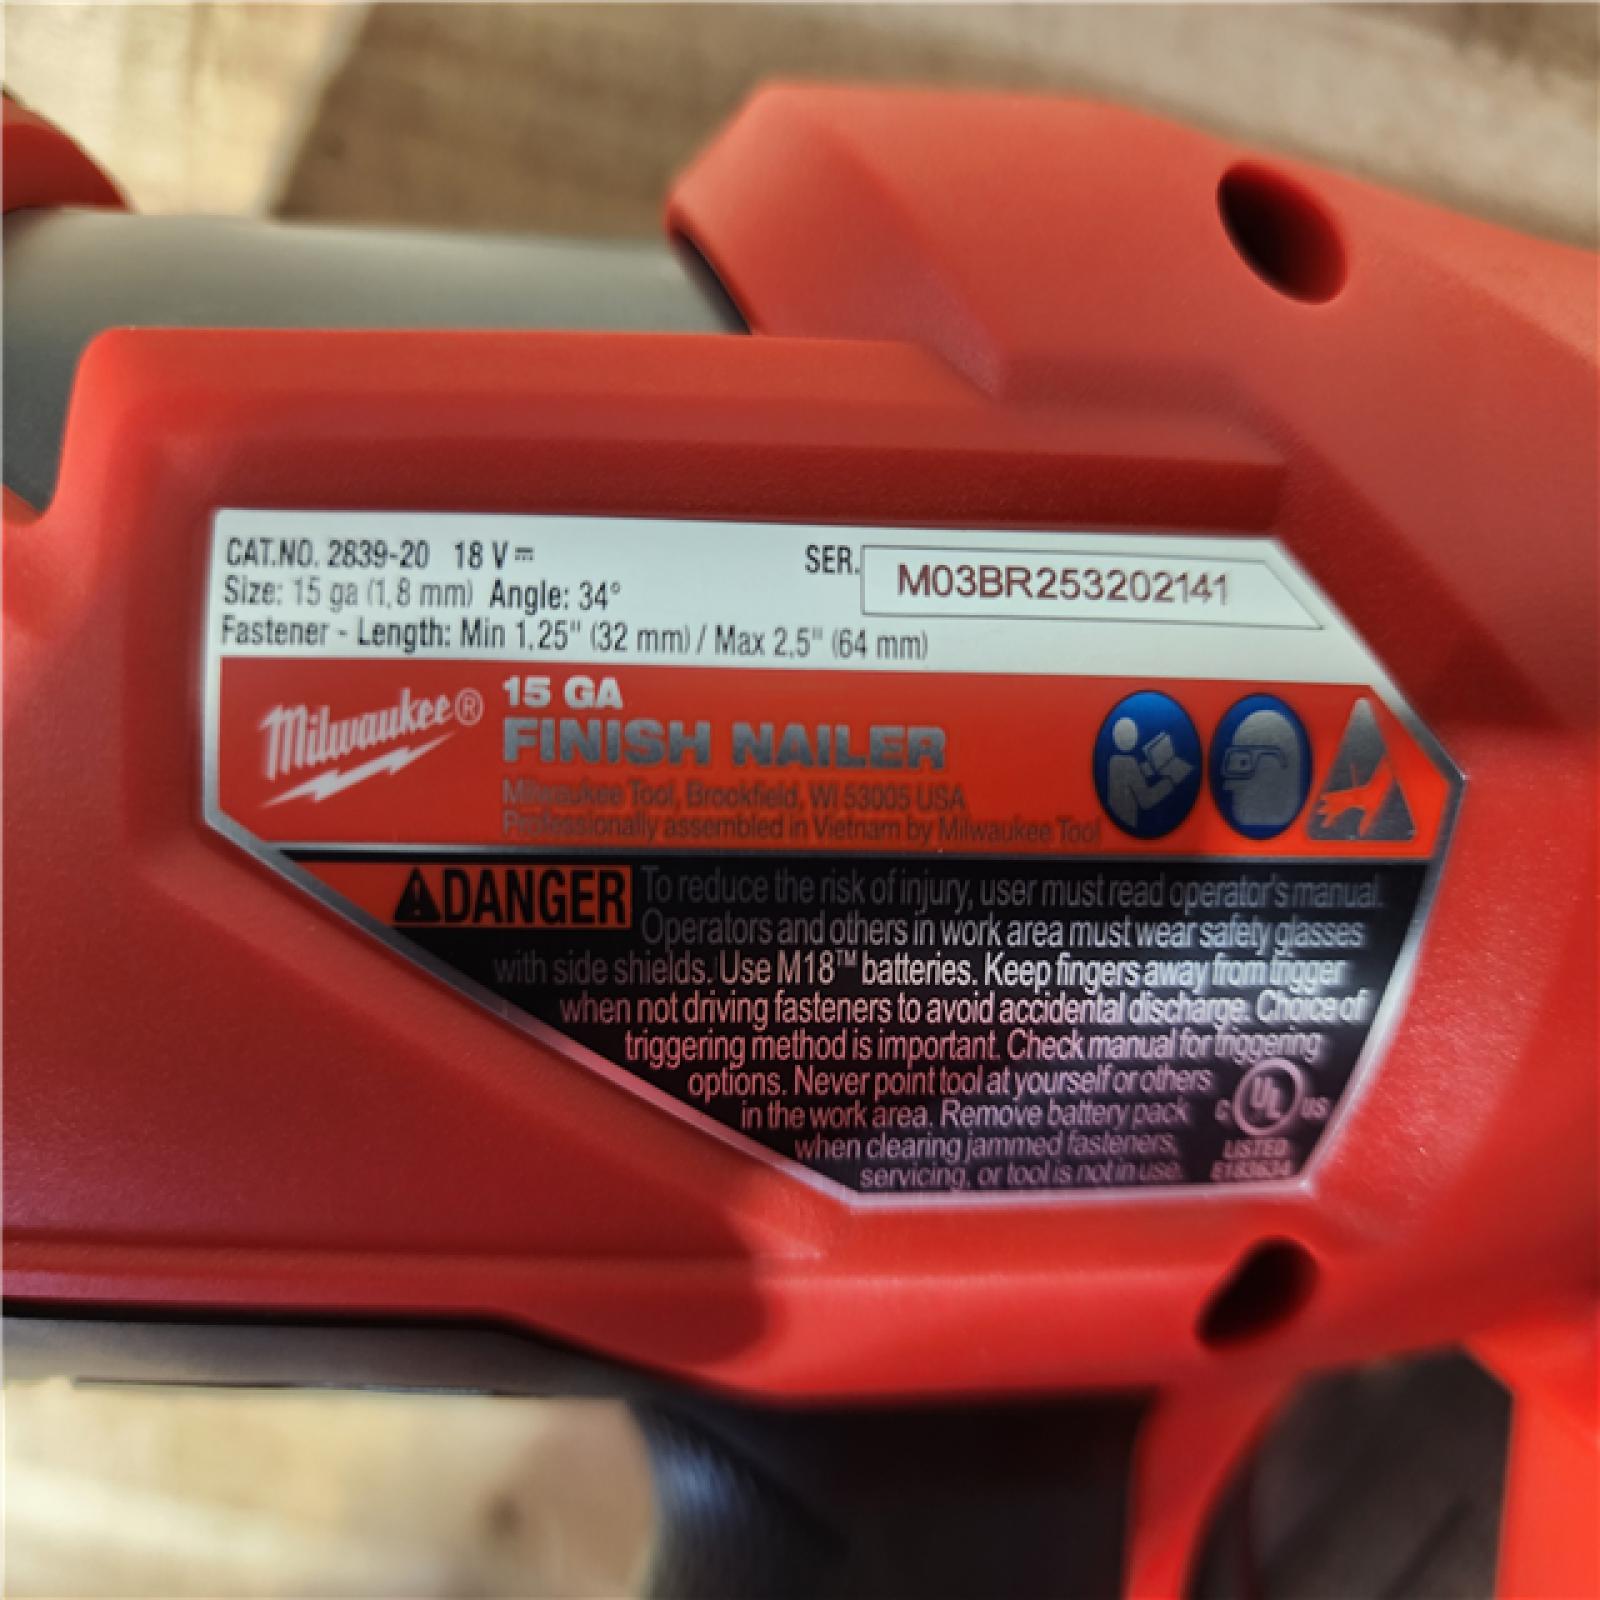 CAT.NO. 2839-20 18 V⎓
SER. M03BR253202141
Size: 15 ga (1,8 mm) Angle: 34°
Fastener - Length: Min 1.25" (32 mm) / Max 2.5" (64 mm)
Milwaukee®
15 GA
FINISH NAILER
Milwaukee Tool, Brookfield, WI 53005 USA
Professionally assembled in Vietnam by Milwaukee Tool
⚠DANGER To reduce the risk of injury, user must read operator's manual.
Operators and others in work area must wear safety glasses
with side shields. Use M18™ batteries. Keep fingers away from trigger
when not driving fasteners to avoid accidental discharge. Choice of
triggering method is important. Check manual for triggering
options. Never point tool at yourself or others
in the work area. Remove battery pack
when clearing jammed fasteners,
servicing, or tool is not in use.
C UL US
LISTED
E183634